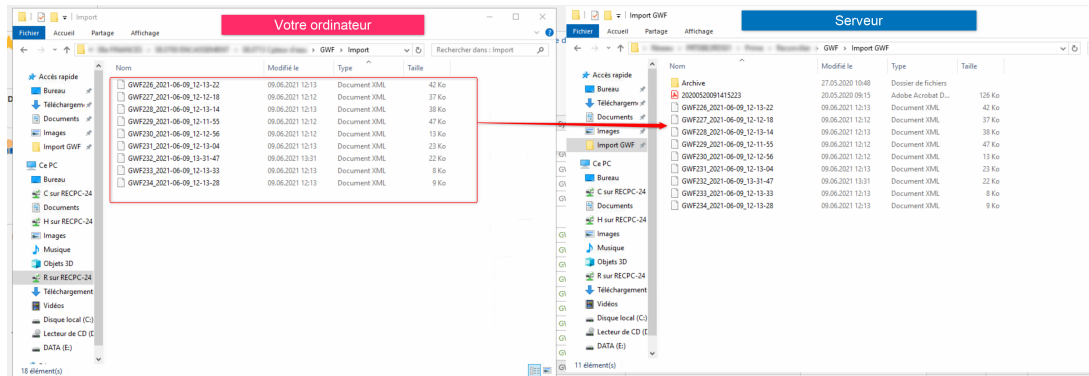 Import
Votre ordinateur
Fichier Accueil Partage Affichage
GWF > Import
Rechercher dans : Import
Nom Modifié le Type Taille
Accès rapide
Bureau
Téléchargem
Documents
Images
Import GWF
Ce PC
Bureau
C sur RECPC-24
Documents
H sur RECPC-24
Images
Musique
Objets 3D
R sur RECPC-24
Téléchargement
Vidéos
Disque local (C:)
Lecteur de CD (D
DATA (E:)
GWF226_2021-06-09_12-13-22 09.06.2021 12:13 Document XML 42 Ko
GWF227_2021-06-09_12-12-18 09.06.2021 12:12 Document XML 37 Ko
GWF228_2021-06-09_12-13-14 09.06.2021 12:13 Document XML 38 Ko
GWF229_2021-06-09_12-11-55 09.06.2021 12:12 Document XML 47 Ko
GWF230_2021-06-09_12-12-56 09.06.2021 12:12 Document XML 13 Ko
GWF231_2021-06-09_12-13-04 09.06.2021 12:13 Document XML 23 Ko
GWF232_2021-06-09_13-31-47 09.06.2021 13:31 Document XML 22 Ko
GWF233_2021-06-09_12-13-33 09.06.2021 12:13 Document XML 8 Ko
GWF234_2021-06-09_12-13-28 09.06.2021 12:13 Document XML 9 Ko
18 élément(s)
Import GWF
Serveur
Fichier Accueil Partage Affichage
GWF > Import GWF
Nom Modifié le Type Taille
Accès rapide
Bureau
Téléchargem
Documents
Images
Import GWF
Ce PC
Bureau
C sur RECPC-24
Documents
H sur RECPC-24
Images
Musique
Objets 3D
R sur RECPC-24
Téléchargement
Vidéos
Disque local (C:)
Lecteur de CD (D
DATA (E:)
Archive 27.05.2020 10:48 Dossier de fichiers
20200520091415223 20.05.2020 09:15 Adobe Acrobat D... 126 Ko
GWF226_2021-06-09_12-13-22 09.06.2021 12:13 Document XML 42 Ko
GWF227_2021-06-09_12-12-18 09.06.2021 12:12 Document XML 37 Ko
GWF228_2021-06-09_12-13-14 09.06.2021 12:13 Document XML 38 Ko
GWF229_2021-06-09_12-11-55 09.06.2021 12:12 Document XML 47 Ko
GWF230_2021-06-09_12-12-56 09.06.2021 12:12 Document XML 13 Ko
GWF231_2021-06-09_12-13-04 09.06.2021 12:13 Document XML 23 Ko
GWF232_2021-06-09_13-31-47 09.06.2021 13:31 Document XML 22 Ko
GWF233_2021-06-09_12-13-33 09.06.2021 12:13 Document XML 8 Ko
GWF234_2021-06-09_12-13-28 09.06.2021 12:13 Document XML 9 Ko
11 élément(s)